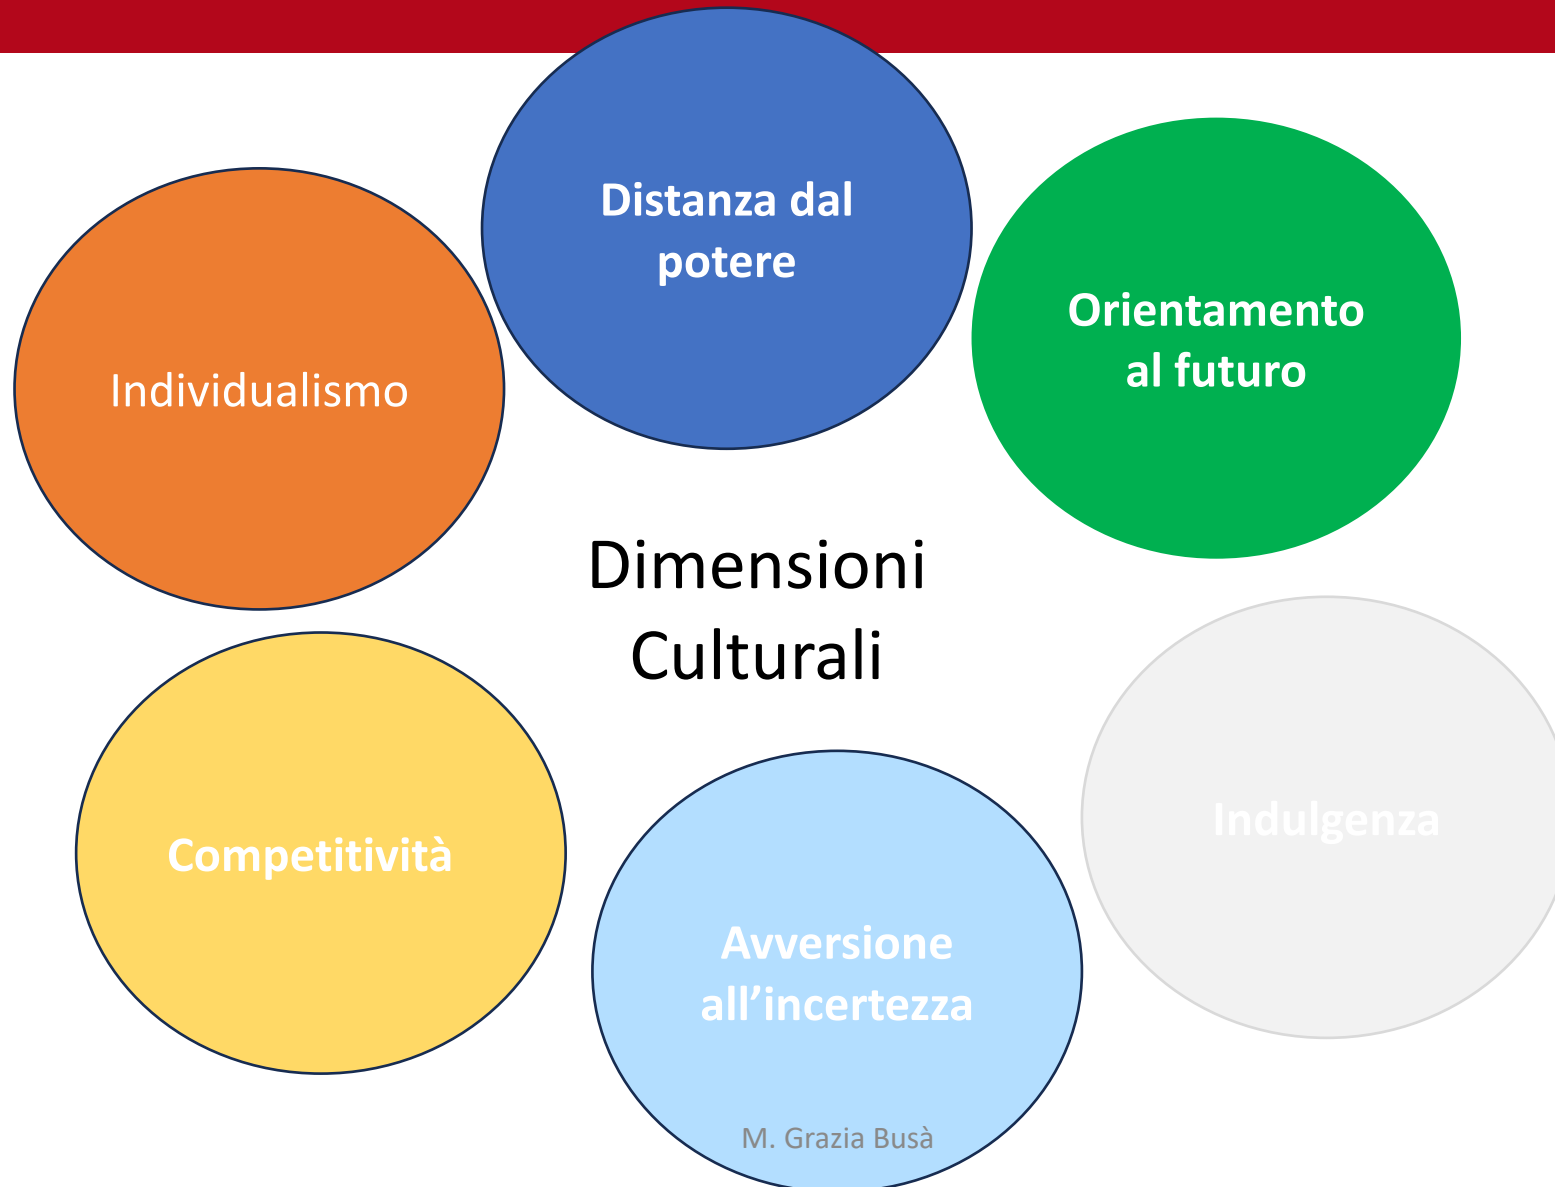 Distanza dal
potere
Orientamento
al futuro
Individualismo
Dimensioni
Culturali
Indulgenza
Competitività
Avversione
all’incertezza
M. Grazia Busà